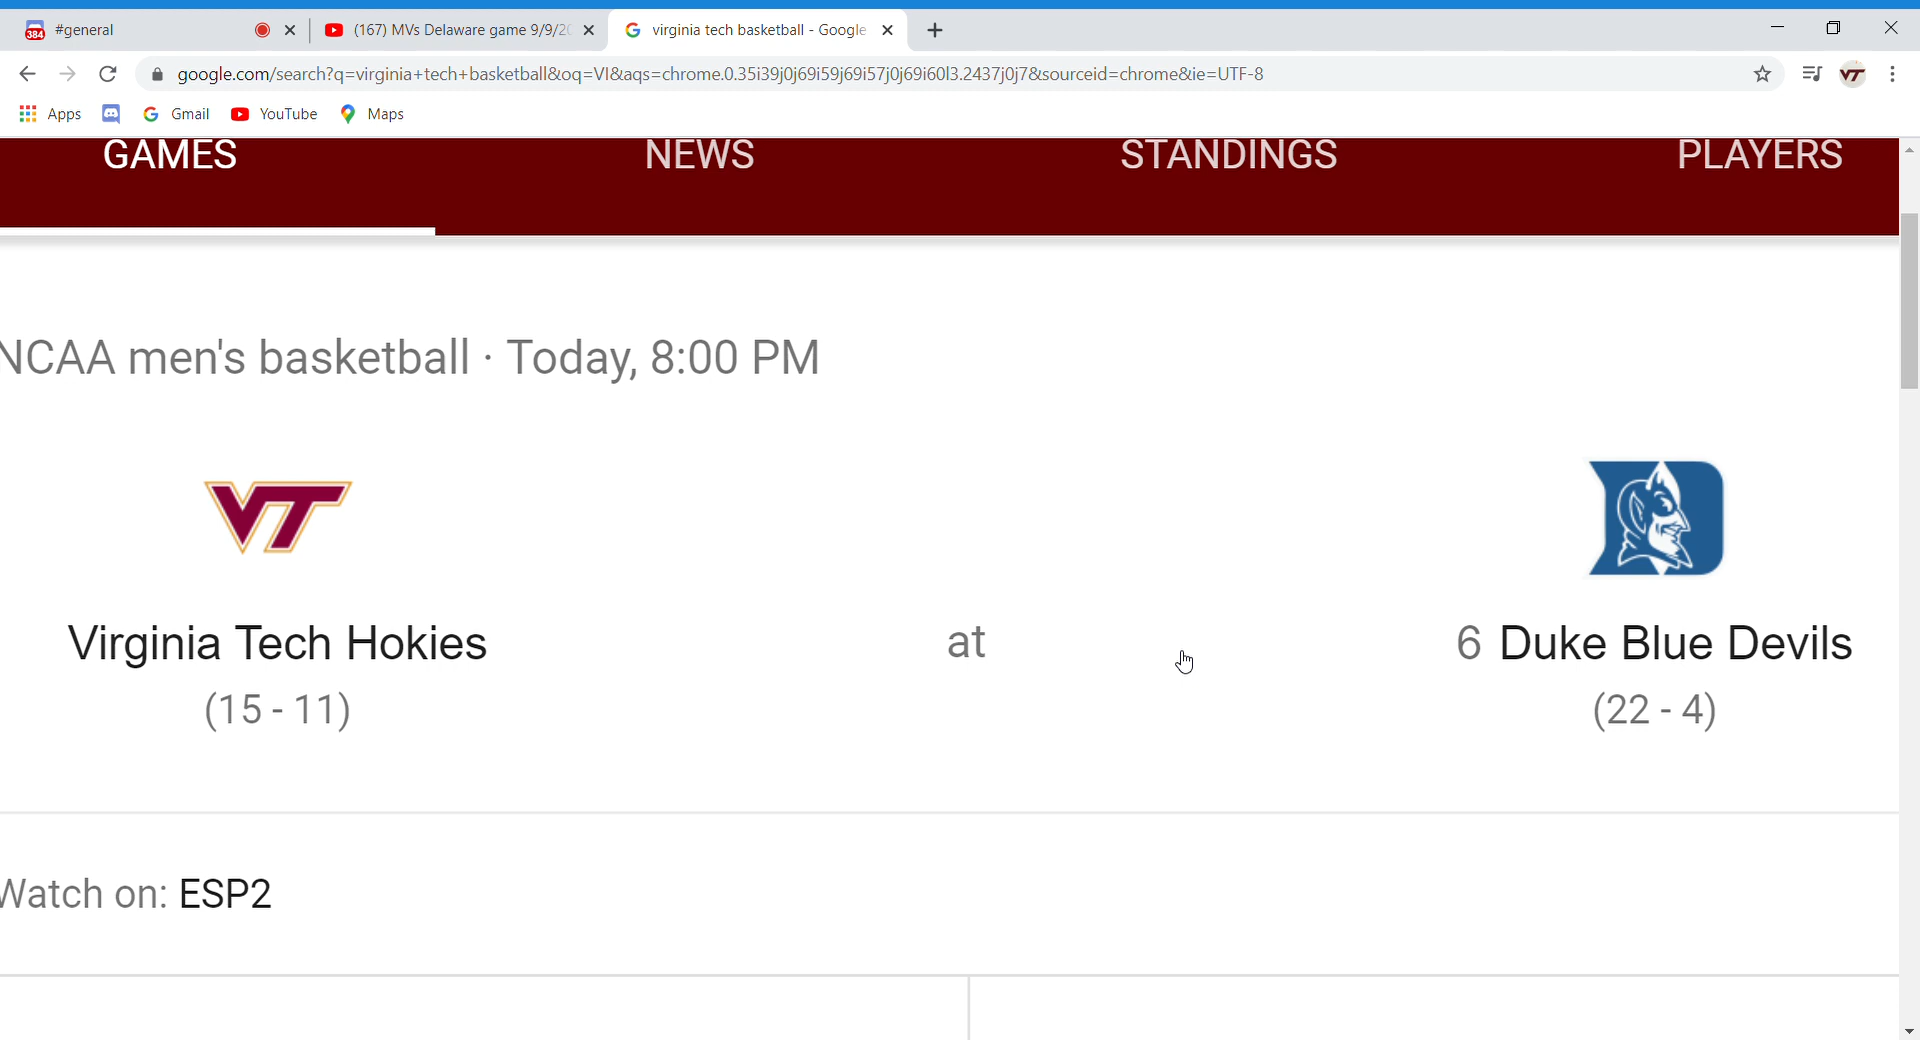 384 #general
(167) MVs Delaware game 9/9/20
virginia tech basketball - Google
google.com/search?q=virginia+tech+basketball&oq=VI&aqs=chrome.0.35i39j0j69i59j69i57j0j69i60l3.2437j0j7&sourceid=chrome&ie=UTF-8
VT
Apps
Gmail
YouTube
Maps
GAMES NEWS STANDINGS PLAYERS
NCAA men's basketball · Today, 8:00 PM
VT
Virginia Tech Hokies at 6 Duke Blue Devils
(15 - 11) (22 - 4)
Watch on: ESP2